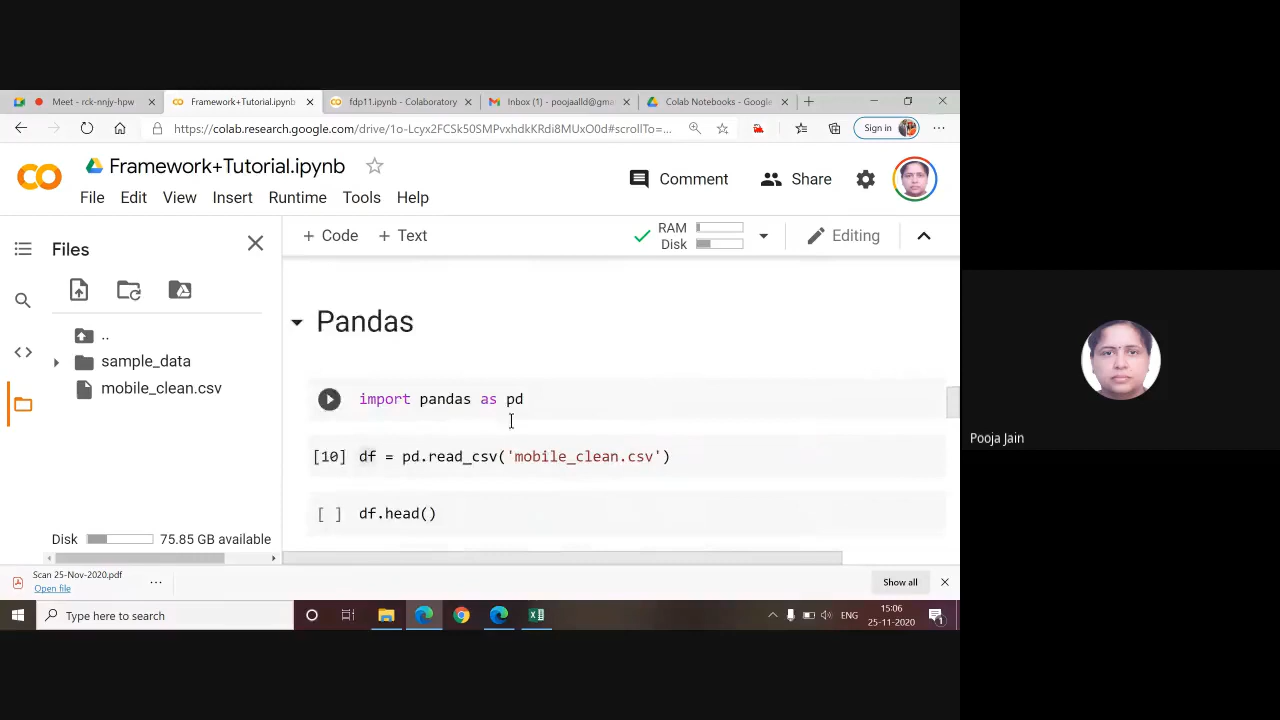 Meet - rck-nnjy-hpw
Framework+Tutorial.ipynb
fdp11.ipynb - Colaboratory
Inbox (1) - poojaalld@gma
Colab Notebooks - Google
https://colab.research.google.com/drive/1o-Lcyx2FCSk50SMPvxhdkKRdi8MUxO0d#scrollTo=...
Sign in
CO
Framework+Tutorial.ipynb
File Edit View Insert Runtime Tools Help
Comment
Share
+ Code + Text
RAM
Disk
Editing
Files
..
sample_data
mobile_clean.csv
Disk
75.85 GB available
Pandas
import pandas as pd
[10] df = pd.read_csv('mobile_clean.csv')
[ ] df.head()
Scan 25-Nov-2020.pdf
Open file
...
Show all
Type here to search
ENG
15:06
25-11-2020
1
Pooja Jain